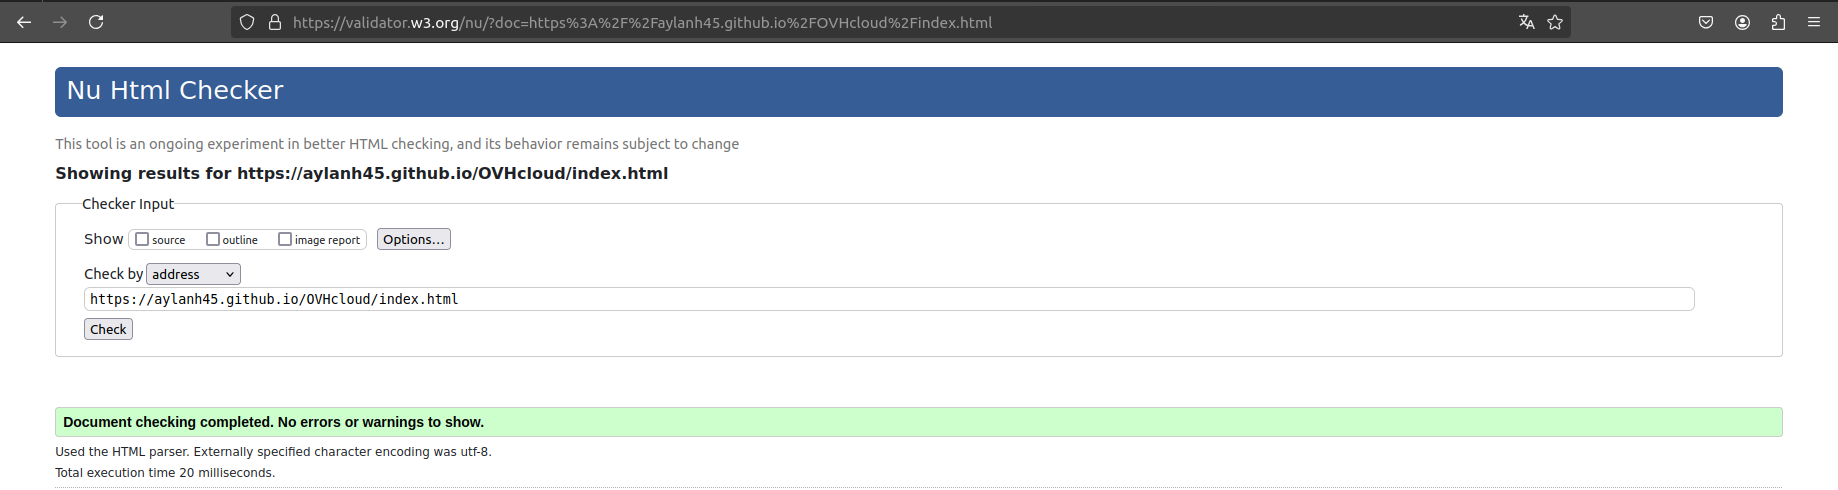 https://validator.w3.org/nu/?doc=https%3A%2F%2Faylanh45.github.io%2FOVHcloud%2Findex.html
Nu Html Checker
This tool is an ongoing experiment in better HTML checking, and its behavior remains subject to change
Showing results for https://aylanh45.github.io/OVHcloud/index.html
Checker Input
Show source outline image report Options...
Check by address
https://aylanh45.github.io/OVHcloud/index.html
Check
Document checking completed. No errors or warnings to show.
Used the HTML parser. Externally specified character encoding was utf-8.
Total execution time 20 milliseconds.